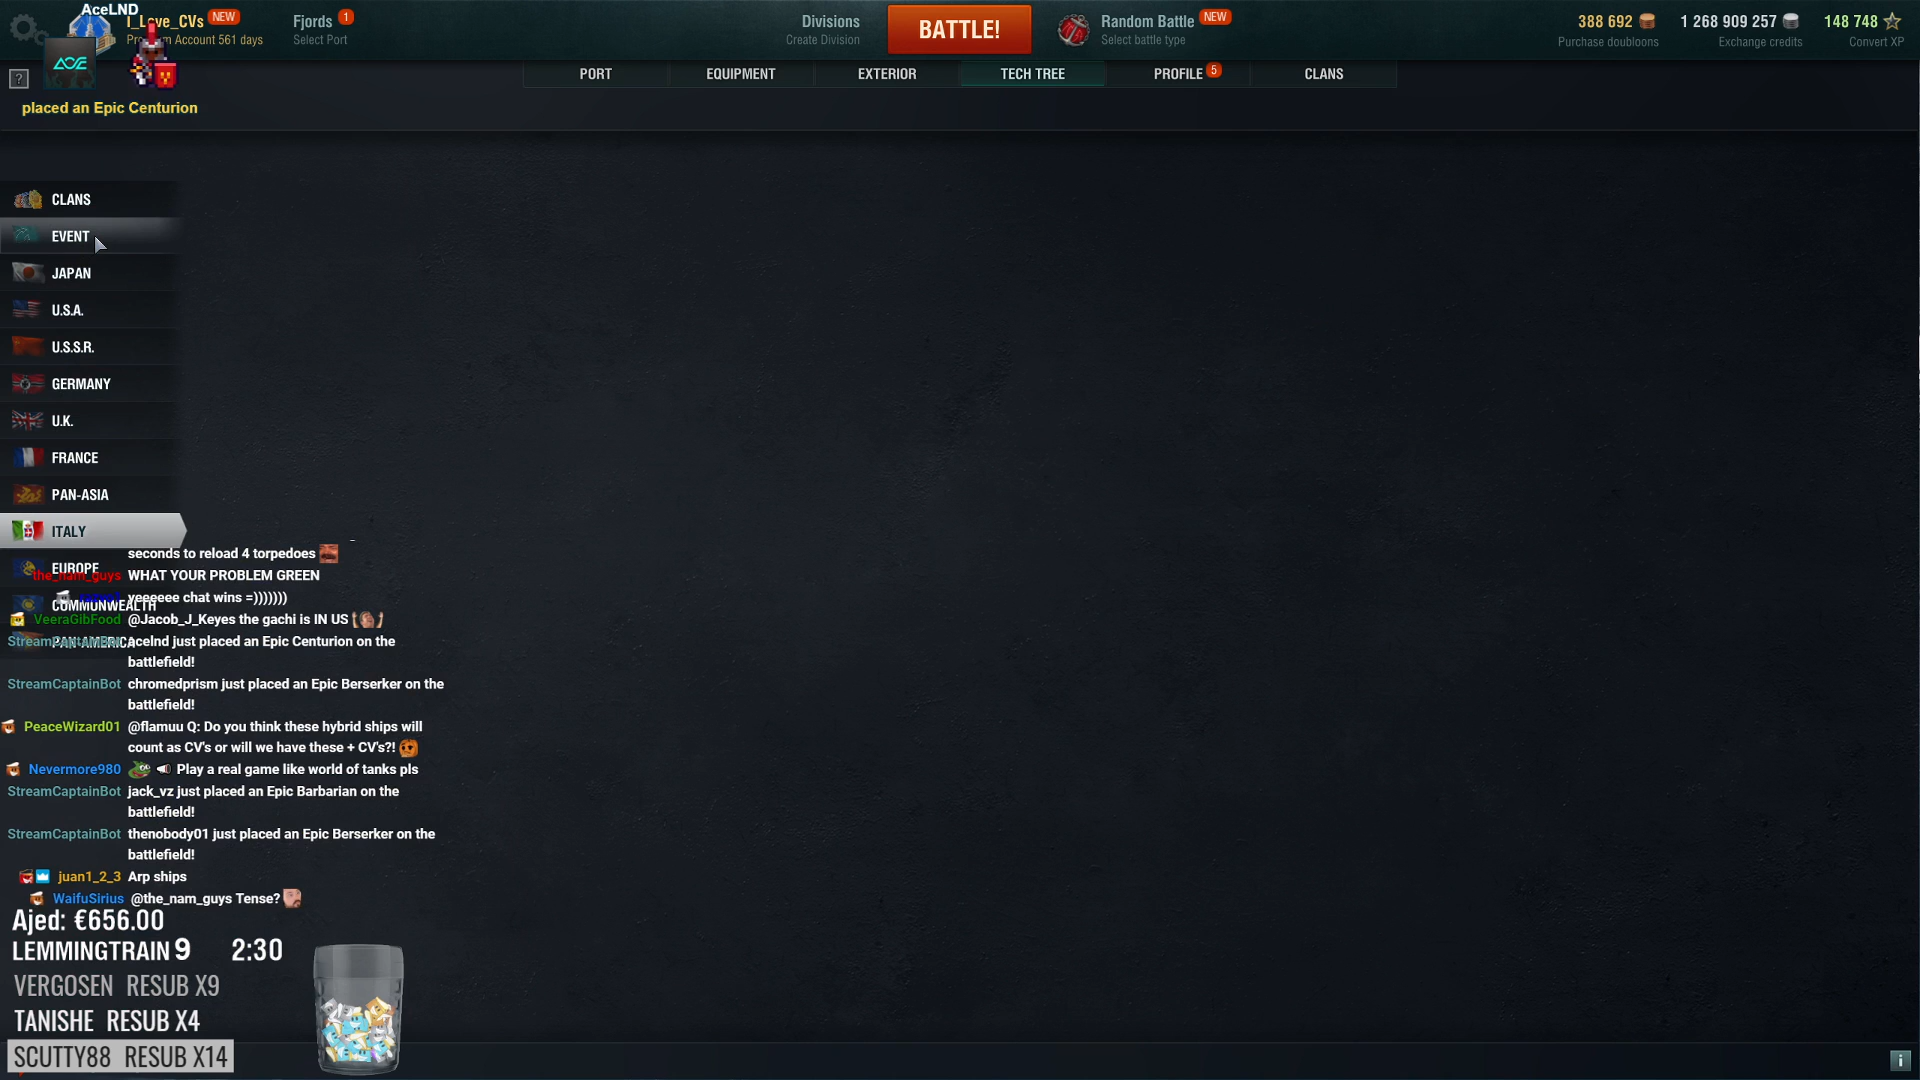 AceLND
I_Love_CVs NEW
Account 561 days
Fjords 1
Select Port
Divisions
Create Division
BATTLE!
Random Battle NEW
Select battle type
388 692
Purchase doubloons
1 268 909 257
Exchange credits
148 748
Convert XP
AOE
?
placed an Epic Centurion
PORT
EQUIPMENT
EXTERIOR
TECH TREE
PROFILE 5
CLANS
CLANS
EVENT
JAPAN
U.S.A.
U.S.S.R.
GERMANY
U.K.
FRANCE
PAN-ASIA
ITALY
EUROPE
COMMONWEALTH
PAN-AMERICA
seconds to reload 4 torpedoes
the_nam_guys WHAT YOUR PROBLEM GREEN
yeeeeee chat wins =)))))))
VeeraGibFood @Jacob_J_Keyes the gachi is IN US
StreamCaptainBot acelnd just placed an Epic Centurion on the
battlefield!
StreamCaptainBot chromedprism just placed an Epic Berserker on the
battlefield!
PeaceWizard01 @flamuu Q: Do you think these hybrid ships will
count as CV's or will we have these + CV's?!
Nevermore980 Play a real game like world of tanks pls
StreamCaptainBot jack_vz just placed an Epic Barbarian on the
battlefield!
StreamCaptainBot thenobody01 just placed an Epic Berserker on the
battlefield!
juan1_2_3 Arp ships
WaifuSirius @the_nam_guys Tense?
Ajed: €656.00
LEMMINGTRAIN 9 2:30
VERGOSEN RESUB X9
TANISHE RESUB X4
SCUTTY88 RESUB X14
i